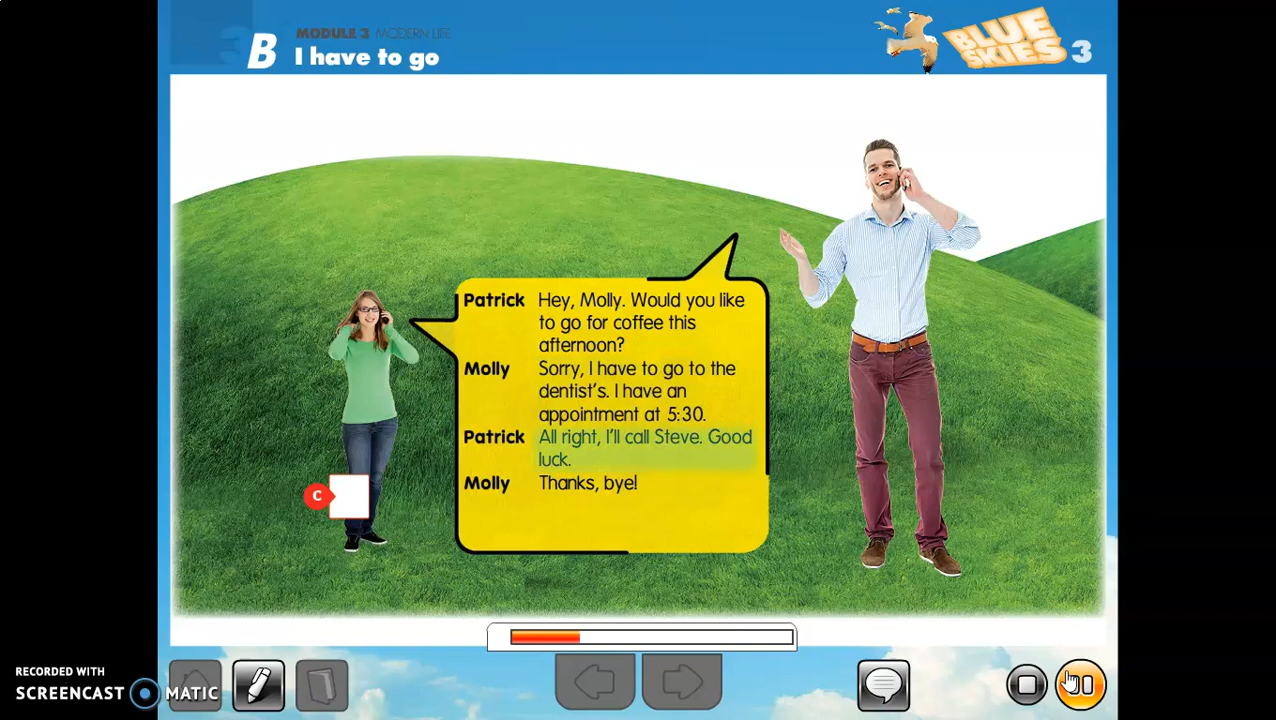 3B
MODULE 3 MODERN LIFE
I have to go
BLUE
SKIES 3
Patrick Hey, Molly. Would you like
to go for coffee this
afternoon?
Molly Sorry, I have to go to the
dentist's. I have an
appointment at 5:30.
Patrick All right, I'll call Steve. Good
luck.
Molly Thanks, bye!
C
RECORDED WITH
SCREENCAST MATIC